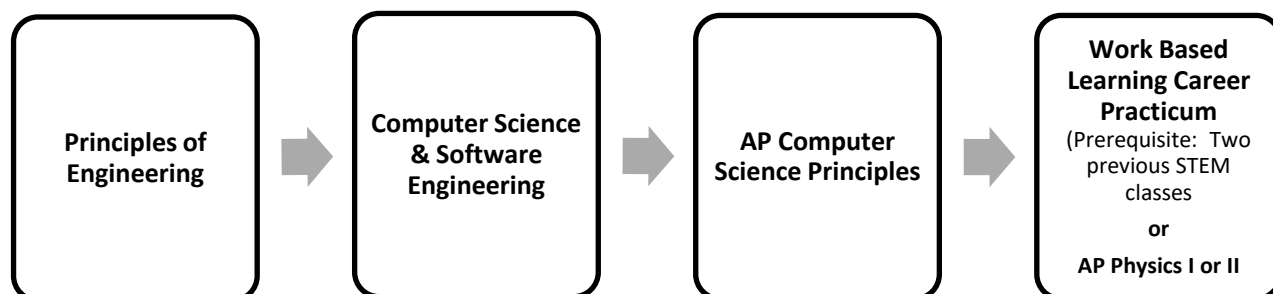 Principles of
Engineering
Computer Science
& Software
Engineering
AP Computer
Science Principles
Work Based
Learning Career
Practicum
(Prerequisite:  Two
previous STEM
classes
or
AP Physics I or II